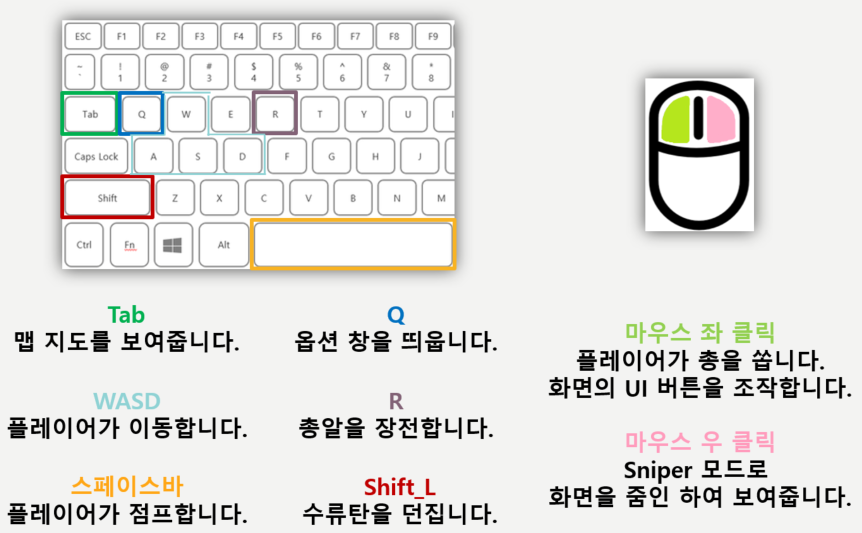 ESC F1 F2 F3 F4 F5 F6 F7 F8 F9
~ ` ! 1 @ 2 # 3 $ 4 % 5 ^ 6 & 7 * 8
Tab Q W E R T Y U I
Caps Lock A S D F G H J
Shift Z X C V B N M
Ctrl Fn Alt
Tab
맵 지도를 보여줍니다.
Q
옵션 창을 띄웁니다.
WASD
플레이어가 이동합니다.
R
총알을 장전합니다.
스페이스바
플레이어가 점프합니다.
Shift_L
수류탄을 던집니다.
마우스 좌 클릭
플레이어가 총을 쏩니다.
화면의 UI 버튼을 조작합니다.
마우스 우 클릭
Sniper 모드로
화면을 줌인 하여 보여줍니다.